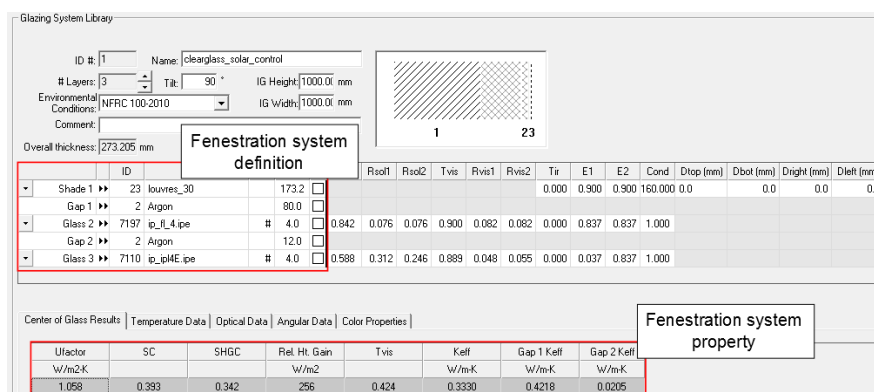 Glazing System Library
ID #: 1 Name: clearglass_solar_control
# Layers: 3 Tilt: 90 ° IG Height: 1000.0 mm
Environmental Conditions: NFRC 100-2010 IG Width: 1000.0 mm
Comment:
Overall thickness: 273.205 mm
1 23
Fenestration system
definition
ID Rsol1 Rsol2 Tvis Rvis1 Rvis2 Tir E1 E2 Cond Dtop (mm) Dbot (mm) Dright (mm) Dleft (mm
Shade 1 23 louvres_30 173.2 0.000 0.900 0.900 160.000 0.0 0.0 0.0 0.
Gap 1 2 Argon 80.0
Glass 2 7197 ip_fl_4.ipe # 4.0 0.842 0.076 0.076 0.900 0.082 0.082 0.000 0.837 0.837 1.000
Gap 2 2 Argon 12.0
Glass 3 7110 ip_ipl4E.ipe # 4.0 0.588 0.312 0.246 0.889 0.048 0.055 0.000 0.037 0.837 1.000
Center of Glass Results Temperature Data Optical Data Angular Data Color Properties
Fenestration system
property
Ufactor SC SHGC Rel. Ht. Gain Tvis Keff Gap 1 Keff Gap 2 Keff
W/m2-K W/m2 W/m-K W/m-K W/m-K
1.058 0.393 0.342 256 0.424 0.3330 0.4218 0.0205